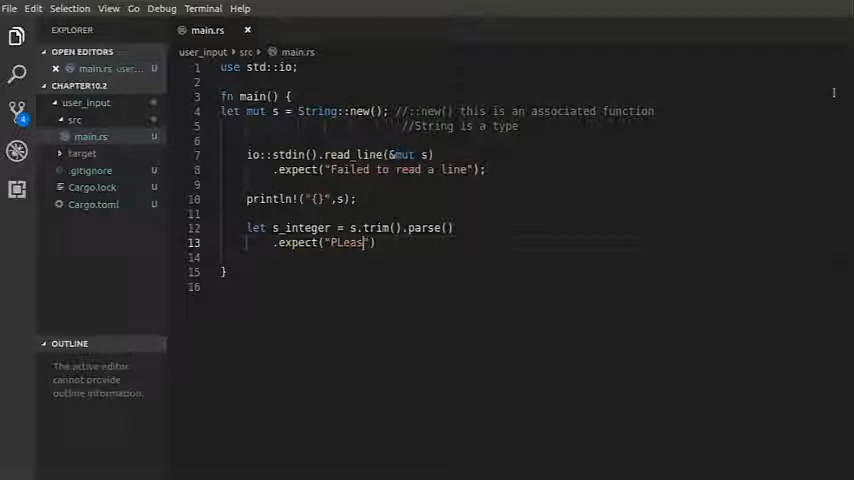 File Edit Selection View Go Debug Terminal Help
EXPLORER
OPEN EDITORS
main.rs user... U
CHAPTER10.2
user_input
src
main.rs U
target
.gitignore U
Cargo.lock U
Cargo.toml U
OUTLINE
The active editor
cannot provide
outline information.
4
main.rs
user_input src main.rs
1 use std::io;
2
3 fn main() {
4 let mut s = String::new(); //::new() this is an associated function
5 //String is a type
6
7 io::stdin().read_line(&mut s)
8 .expect("Failed to read a line");
9
10 println!("{}",s);
11
12 let s_integer = s.trim().parse()
13 .expect("PLeas")
14
15 }
16